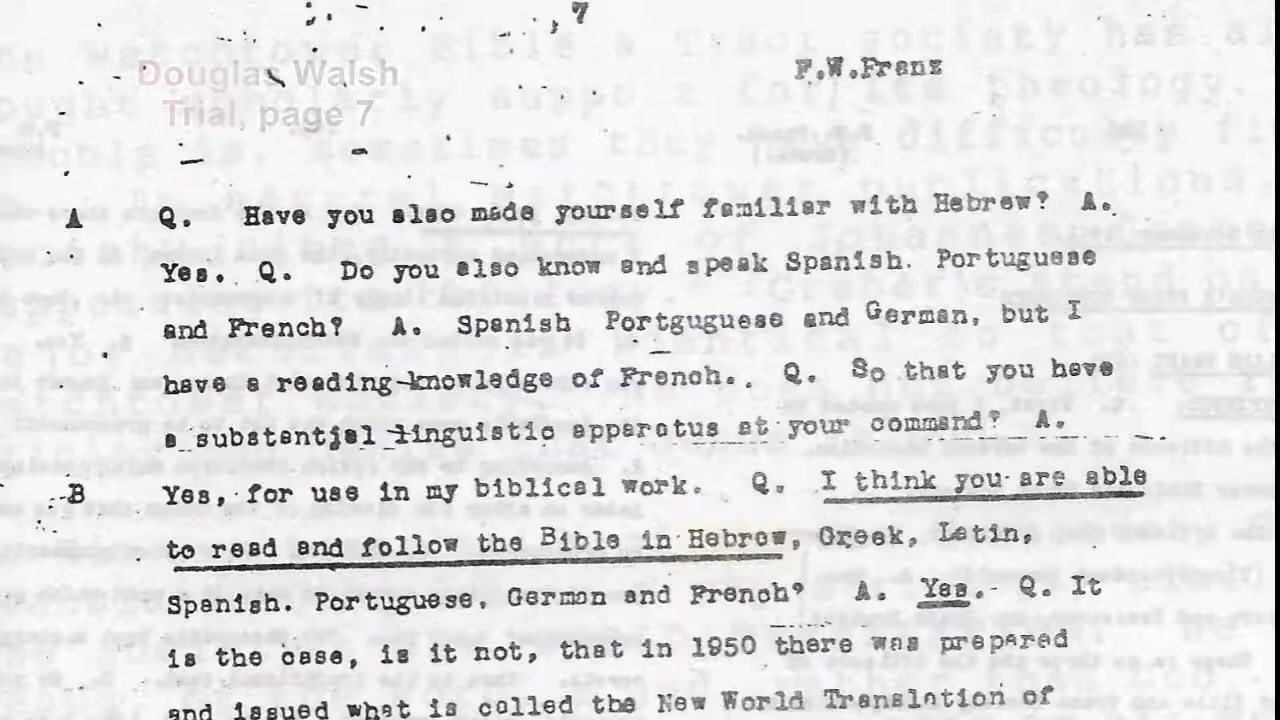 7
Douglas Walsh
Trial, page 7
F.W.Franz
A Q. Have you also made yourself familiar with Hebrew? A.
Yes. Q. Do you also know and speak Spanish. Portuguese
and French? A. Spanish Portguguese and German, but I
have a reading-knowledge of French. Q. So that you have
a substantial linguistic apparatus at your command? A.
B Yes, for use in my biblical work. Q. I think you are able
to read and follow the Bible in Hebrew, Greek, Latin,
Spanish. Portuguese, German and French? A. Yes. Q. It
is the case, is it not, that in 1950 there was prepared
and issued what is called the New World Translation of